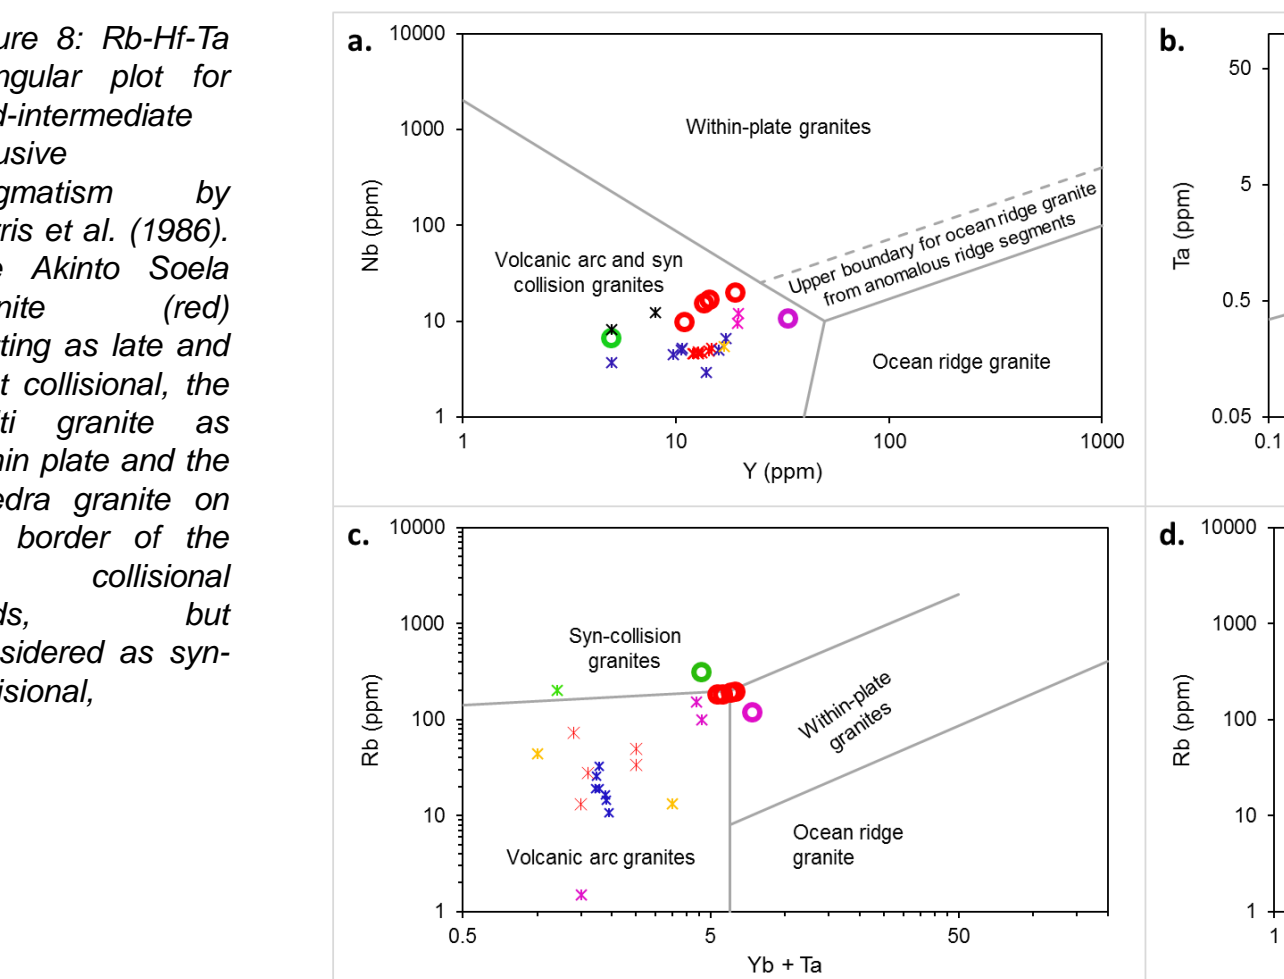 ure 8: Rb-Hf-Ta
ngular plot for
d-intermediate
usive
gmatism by
rris et al. (1986).
e Akinto Soela
nite (red)
tting as late and
t collisional, the
lti granite as
hin plate and the
edra granite on
border of the
collisional
ds, but
nsidered as syn-
lisional,
a.
10000
1000
100
10
1
Nb (ppm)
Within-plate granites
Volcanic arc and syn
collision granites
Upper boundary for ocean ridge granite
from anomalous ridge segments
Ocean ridge granite
1 10 100 1000
Y (ppm)
b.
50
5
0.5
0.05
Ta (ppm)
0.1
c.
10000
1000
100
10
1
Rb (ppm)
Syn-collision
granites
Within-plate
granites
Volcanic arc granites
Ocean ridge
granite
0.5 5 50
Yb + Ta
d.
10000
1000
100
10
1
Rb (ppm)
1